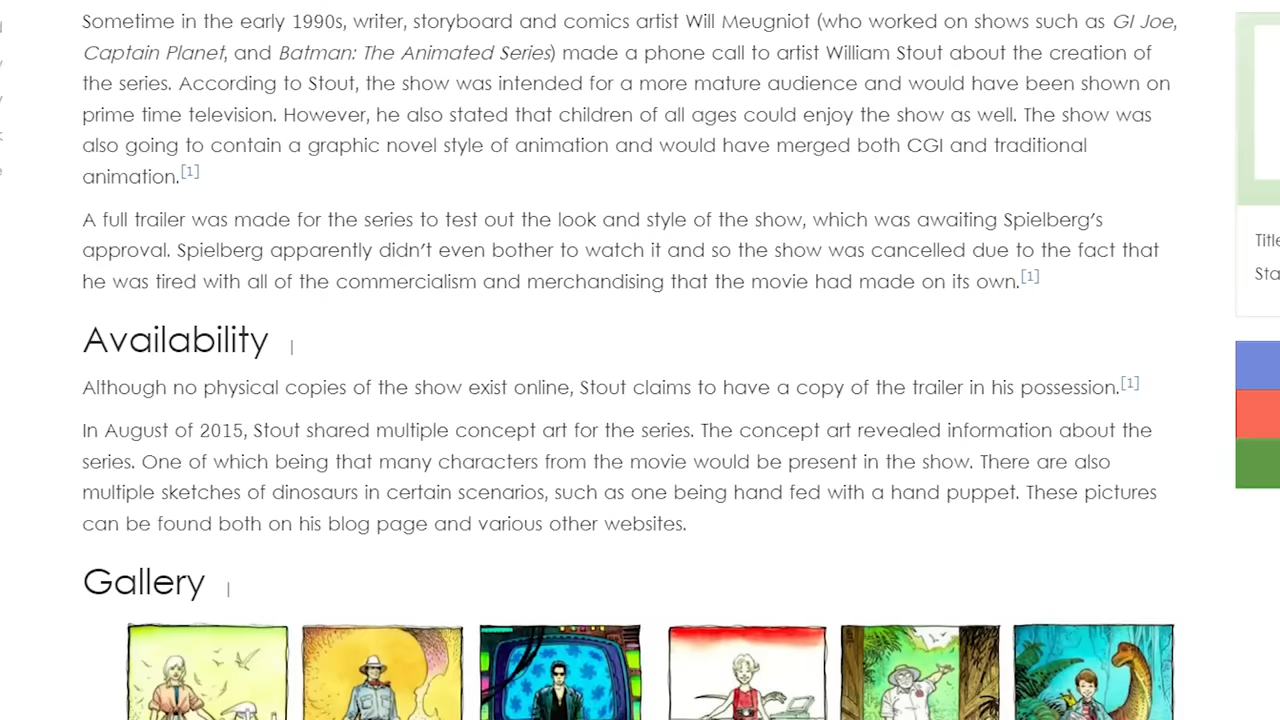 Sometime in the early 1990s, writer, storyboard and comics artist Will Meugniot (who worked on shows such as GI Joe,
Captain Planet, and Batman: The Animated Series) made a phone call to artist William Stout about the creation of
the series. According to Stout, the show was intended for a more mature audience and would have been shown on
prime time television. However, he also stated that children of all ages could enjoy the show as well. The show was
also going to contain a graphic novel style of animation and would have merged both CGI and traditional
animation.[1]
A full trailer was made for the series to test out the look and style of the show, which was awaiting Spielberg's
approval. Spielberg apparently didn't even bother to watch it and so the show was cancelled due to the fact that
he was tired with all of the commercialism and merchandising that the movie had made on its own.[1]
Availability |
Although no physical copies of the show exist online, Stout claims to have a copy of the trailer in his possession.[1]
In August of 2015, Stout shared multiple concept art for the series. The concept art revealed information about the
series. One of which being that many characters from the movie would be present in the show. There are also
multiple sketches of dinosaurs in certain scenarios, such as one being hand fed with a hand puppet. These pictures
can be found both on his blog page and various other websites.
Gallery |
Title
Sta